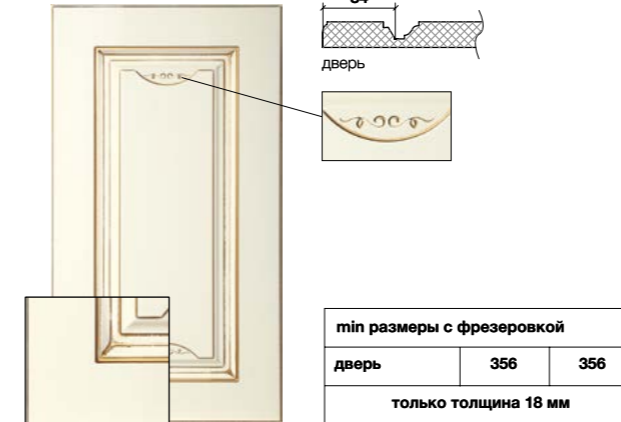 дверь
min размеры с фрезеровкой
дверь 356 356
только толщина 18 мм